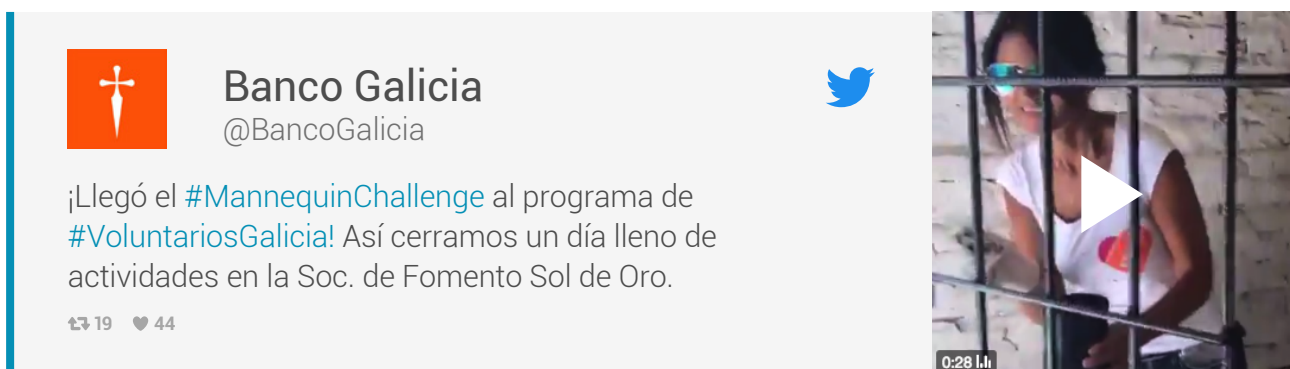 Banco Galicia
@BancoGalicia
¡Llegó el #MannequinChallenge al programa de
#VoluntariosGalicia! Así cerramos un día lleno de
actividades en la Soc. de Fomento Sol de Oro.
19 44
0:28